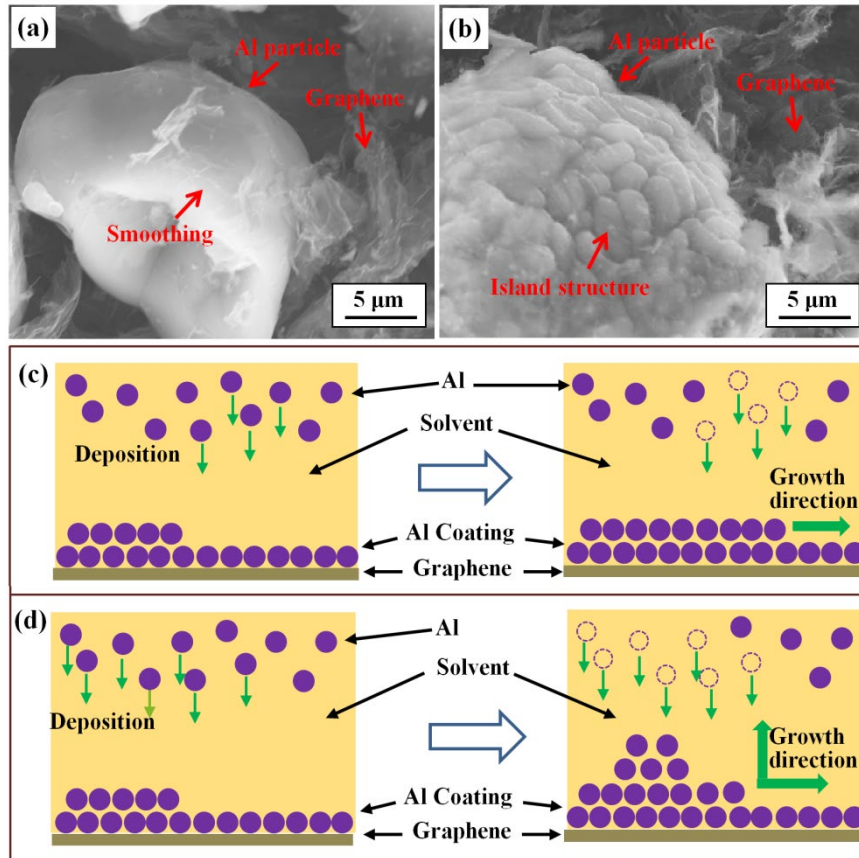 (a)
Al particle
Graphene
Smoothing
5 μm
(b)
Al particle
Graphene
Island structure
5 μm
(c)
Al
Deposition
Solvent
Growth
direction
Al Coating
Graphene
(d)
Al
Solvent
Deposition
Growth
direction
Al Coating
Graphene